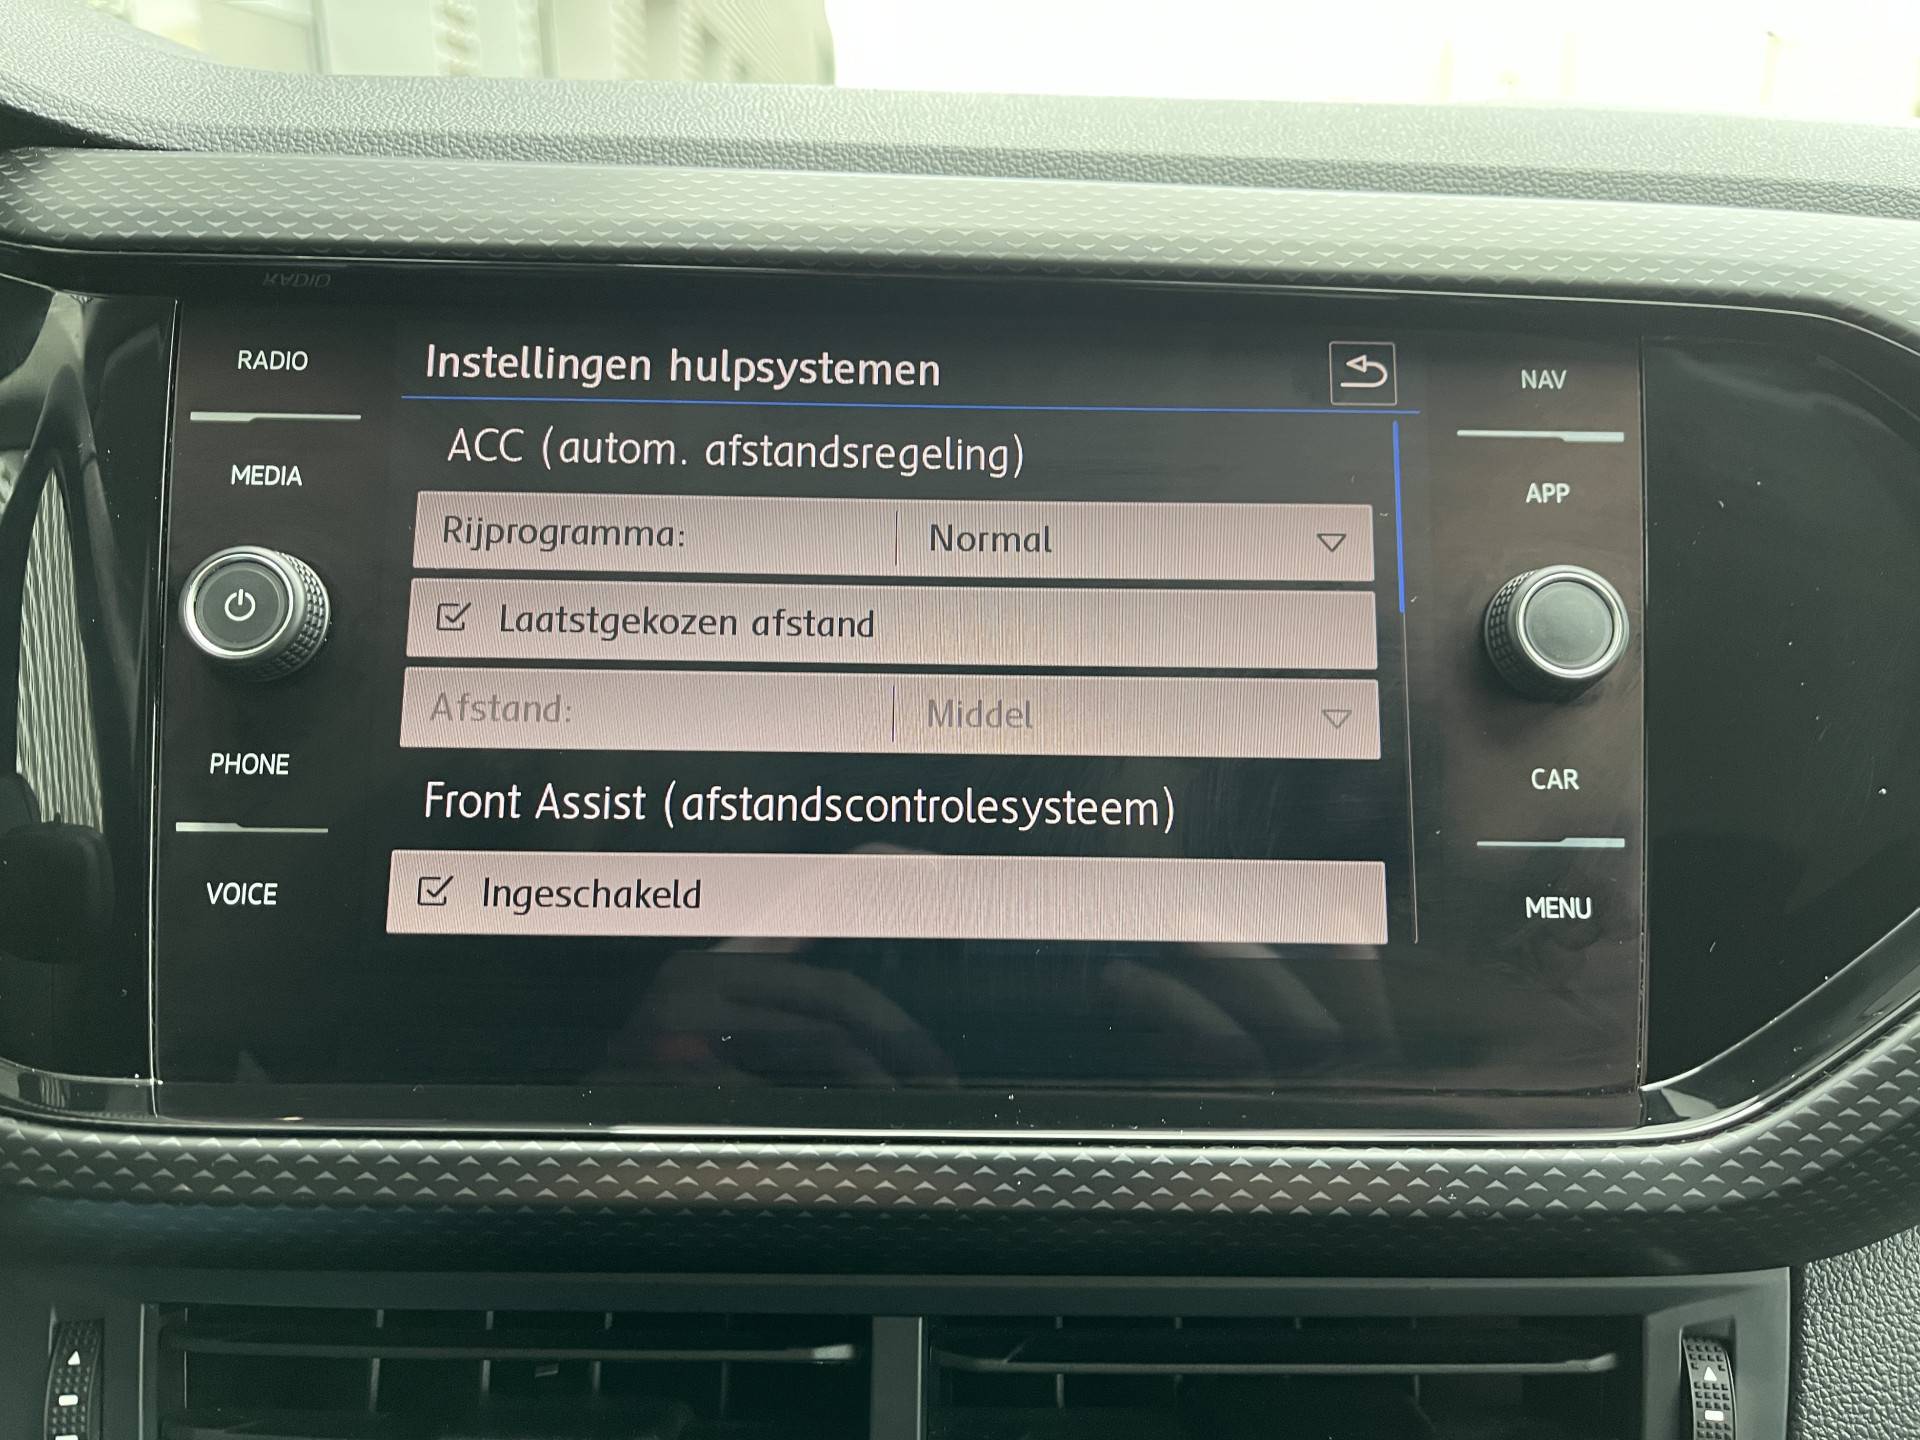 RADIO
MEDIA
PHONE
VOICE
Instellingen hulpsystemen
ACC (autom. afstandsregeling)
Rijprogramma: Normal
Laatstgekozen afstand
Afstand: Middel
Front Assist (afstandscontrolesysteem)
Ingeschakeld
NAV
APP
CAR
MENU